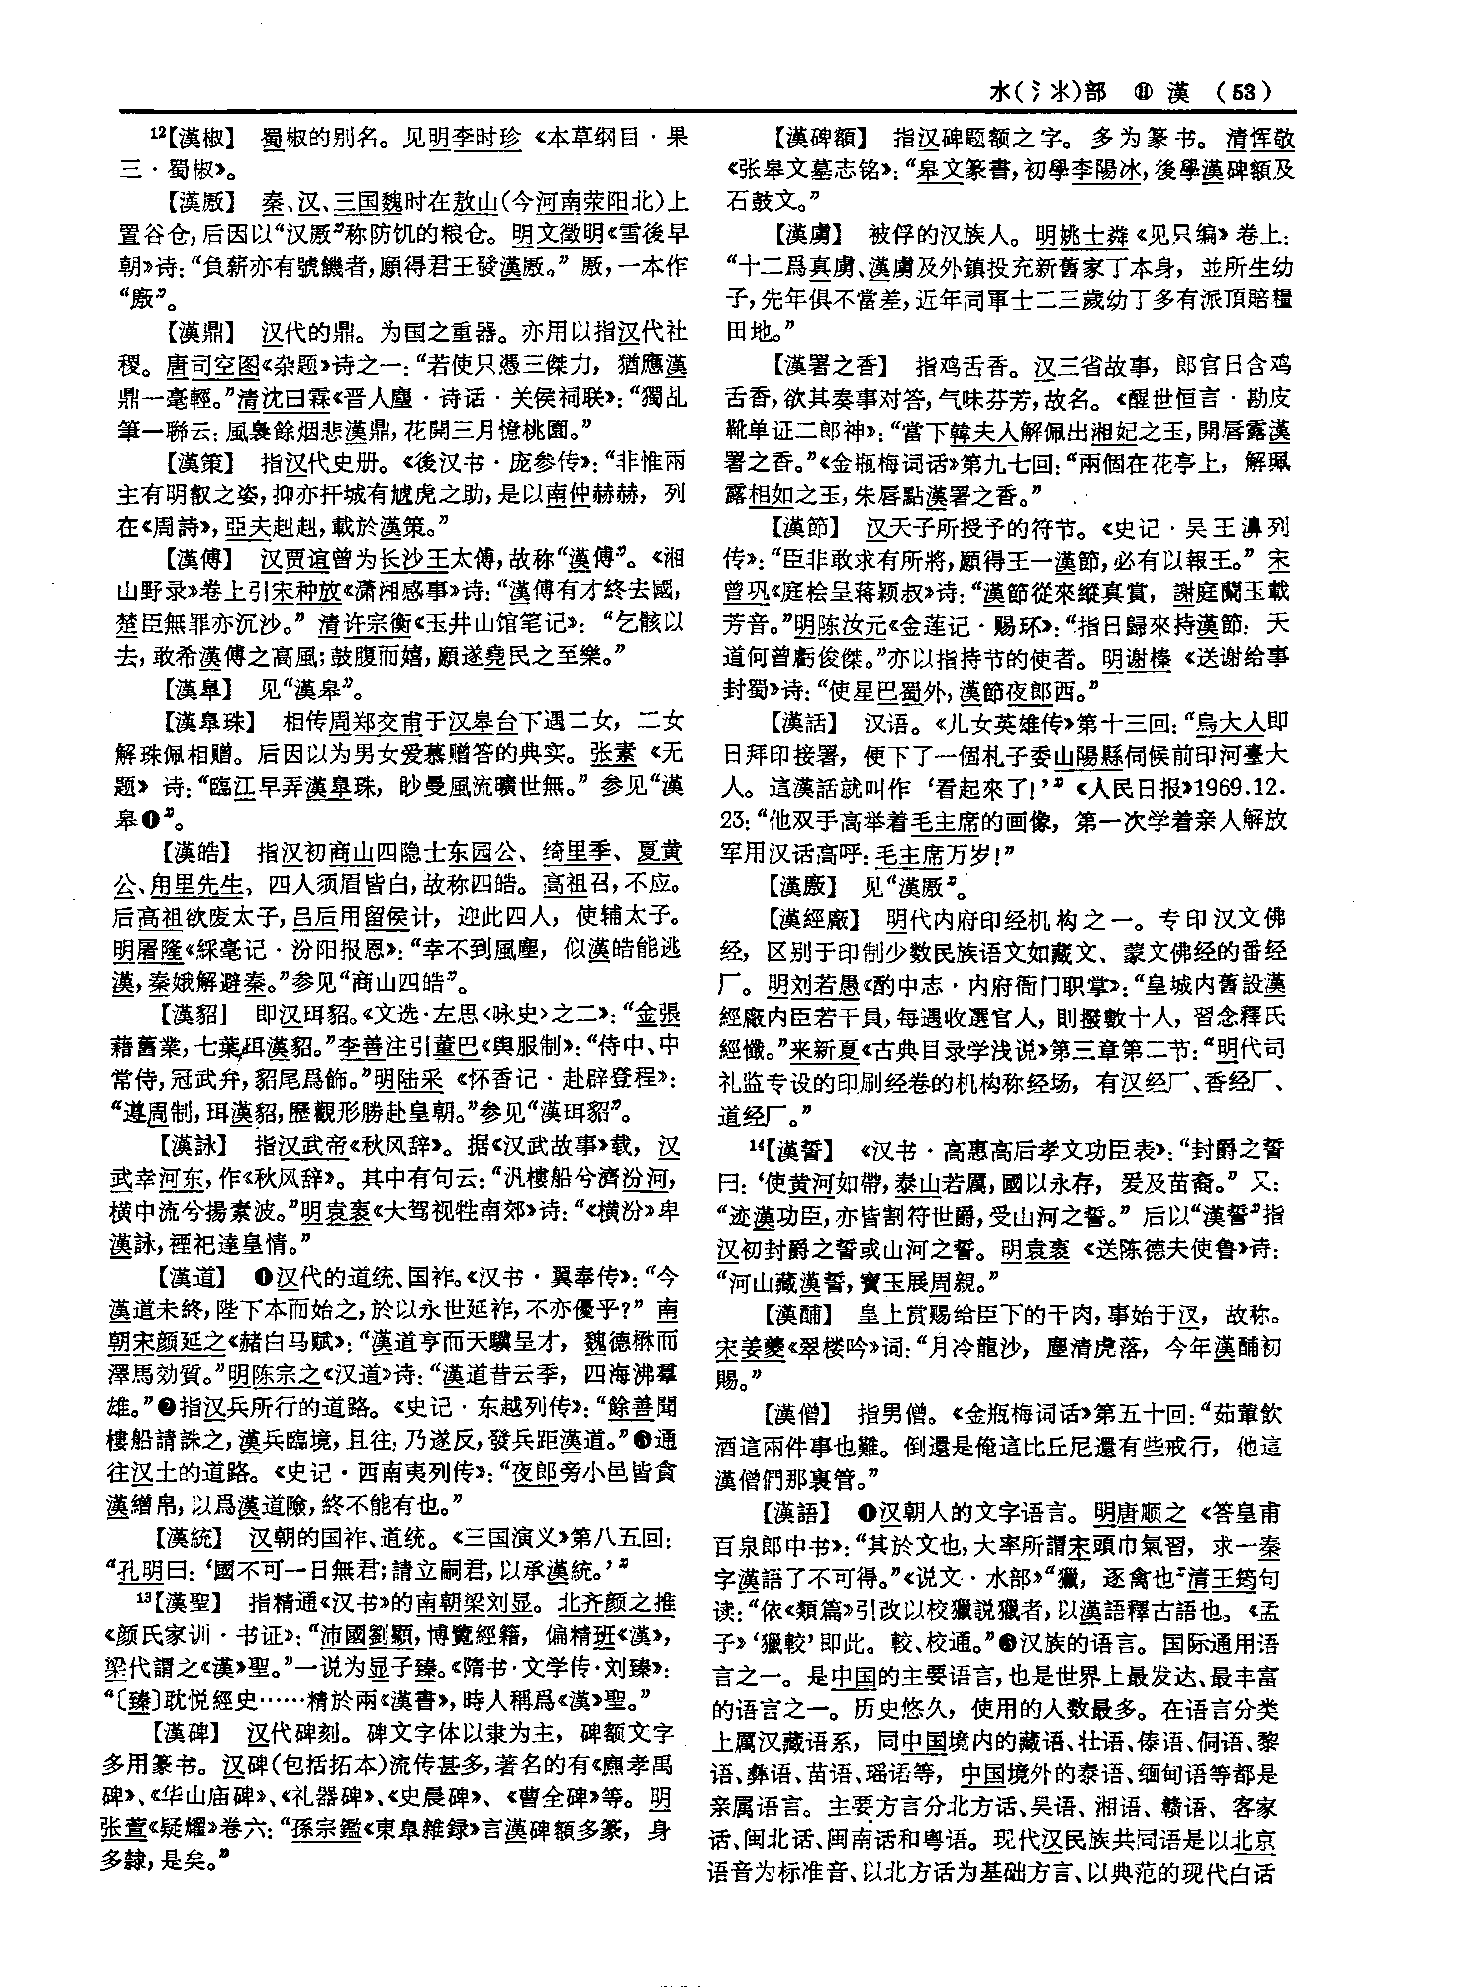 水(氵氺)部 ⑪ 漢 (53)
¹²【漢椒】 蜀椒的别名。见明李时珍《本草纲目·果
三·蜀椒》。
【漢厫】 秦、汉、三国魏时在敖山(今河南荥阳北)上
置谷仓,后因以“汉厫”称防饥的粮仓。明文徵明《雪後早
朝》诗:“負薪亦有號饑者,願得君王發漢厫。”厫,一本作
“廒”。
【漢鼎】 汉代的鼎。为国之重器。亦用以指汉代社
稷。唐司空图《杂题》诗之一:“若使只憑三傑力,猶應漢
鼎一毫輕。”清沈曰霖《晋人麈·诗话·关侯祠联》:“獨乩
筆一聯云:風裊餘烟悲漢鼎,花開三月憶桃園。”
【漢策】 指汉代史册。《後汉书·庞参传》:“非惟兩
主有明叡之姿,抑亦扞城有虓虎之助,是以南仲赫赫,列
在《周詩》,亞夫赳赳,載於漢策。”
【漢傅】 汉贾谊曾为长沙王太傅,故称“漢傅”。《湘
山野录》卷上引宋种放《潇湘感事》诗:“漢傅有才終去國,
楚臣無罪亦沉沙。”清许宗衡《玉井山馆笔记》:“乞骸以
去,敢希漢傅之高風;鼓腹而嬉,願遂堯民之至樂。”
【漢皐】 见“漢皋”。
【漢皐珠】 相传周郑交甫于汉皋台下遇二女,二女
解珠佩相赠。后因以为男女爱慕赠答的典实。张素《无
题》诗:“臨江早弄漢皐珠,眇曼風流曠世無。”参见“漢
皋❶”。
【漢皓】 指汉初商山四隐士东园公、绮里季、夏黄
公、甪里先生,四人须眉皆白,故称四皓。高祖召,不应。
后高祖欲废太子,吕后用留侯计,迎此四人,使辅太子。
明屠隆《綵毫记·汾阳报恩》:“幸不到風塵,似漢皓能逃
漢,秦娥解避秦。”参见“商山四皓”。
【漢貂】 即汉珥貂。《文选·左思〈咏史〉之二》:“金張
藉舊業,七葉珥漢貂。”李善注引董巴《舆服制》:“侍中、中
常侍,冠武弁,貂尾爲飾。”明陆采《怀香记·赴辟登程》:
“遵周制,珥漢貂,歷觀形勝赴皇朝。”参见“漢珥貂”。
【漢詠】 指汉武帝《秋风辞》。据《汉武故事》载,汉
武幸河东,作《秋风辞》。其中有句云:“汎樓船兮濟汾河,
横中流兮揚素波。”明袁袠《大驾视牲南郊》诗:“《横汾》卑
漢詠,禋祀達皇情。”
【漢道】 ❶汉代的道统、国祚。《汉书·翼奉传》:“今
漢道未終,陛下本而始之,於以永世延祚,不亦優乎?”南
朝宋颜延之《赭白马赋》:“漢道亨而天驥呈才,魏德楙而
澤馬効質。”明陈宗之《汉道》诗:“漢道昔云季,四海沸羣
雄。”❷指汉兵所行的道路。《史记·东越列传》:“餘善聞
樓船請誅之,漢兵臨境,且往,乃遂反,發兵距漢道。”❸通
往汉土的道路。《史记·西南夷列传》:“夜郎旁小邑皆貪
漢繒帛,以爲漢道險,終不能有也。”
【漢統】 汉朝的国祚、道统。《三国演义》第八五回:
“孔明曰:‘國不可一日無君;請立嗣君,以承漢統。’”
¹³【漢聖】 指精通《汉书》的南朝梁刘显。北齐颜之推
《颜氏家训·书证》:“沛國劉顯,博覽經籍,偏精班《漢》,
梁代謂之《漢》聖。”一说为显子臻。《隋书·文学传·刘臻》:
“〔臻〕耽悦經史……精於兩《漢書》,時人稱爲《漢》聖。”
【漢碑】 汉代碑刻。碑文字体以隶为主,碑额文字
多用篆书。汉碑(包括拓本)流传甚多,著名的有《熹孝禹
碑》、《华山庙碑》、《礼器碑》、《史晨碑》、《曹全碑》等。明
张萱《疑耀》卷六:“孫宗鑑《東皐雜録》言漢碑額多篆,身
多隸,是矣。”
【漢碑額】 指汉碑题额之字。多为篆书。清恽敬
《张皋文墓志铭》:“皋文篆書,初學李陽冰,後學漢碑額及
石鼓文。”
【漢虜】 被俘的汉族人。明姚士粦《见只编》卷上:
“十二爲真虜、漢虜及外鎮投充新舊家丁本身,並所生幼
子,先年俱不當差,近年司軍士二三歲幼丁多有派頂賠糧
田地。”
【漢署之香】 指鸡舌香。汉三省故事,郎官日含鸡
舌香,欲其奏事对答,气味芬芳,故名。《醒世恒言·勘皮
靴单证二郎神》:“當下韓夫人解佩出湘妃之玉,開唇露漢
署之香。”《金瓶梅词话》第九七回:“兩個在花亭上,解珮
露相如之玉,朱唇點漢署之香。”
【漢節】 汉天子所授予的符节。《史记·吴王濞列
传》:“臣非敢求有所將,願得王一漢節,必有以報王。”宋
曾巩《庭桧呈蒋颖叔》诗:“漢節從來縱真賞,謝庭蘭玉載
芳音。”明陈汝元《金莲记·赐环》:“指日歸來持漢節;天
道何曾虧俊傑。”亦以指持节的使者。明谢榛《送谢给事
封蜀》诗:“使星巴蜀外,漢節夜郎西。”
【漢話】 汉语。《儿女英雄传》第十三回:“烏大人即
日拜印接署,便下了一個札子委山陽縣伺候前印河臺大
人。這漢話就叫作‘看起來了!’”《人民日报》1969.12.
23:“他双手高举着毛主席的画像,第一次学着亲人解放
军用汉话高呼:毛主席万岁!”
【漢廒】 见“漢厫”。
【漢經廠】 明代内府印经机构之一。专印汉文佛
经,区别于印制少数民族语文如藏文、蒙文佛经的番经
厂。明刘若愚《酌中志·内府衙门职掌》:“皇城内舊設漢
經廠内臣若干員,每遇收選官人,則撥數十人,習念釋氏
經懺。”来新夏《古典目录学浅说》第三章第二节:“明代司
礼监专设的印刷经卷的机构称经场,有汉经厂、香经厂、
道经厂。”
¹⁴【漢誓】 《汉书·高惠高后孝文功臣表》:“封爵之誓
曰:‘使黄河如帶,泰山若厲,國以永存,爰及苗裔。”又:
“迹漢功臣,亦皆割符世爵,受山河之誓。”后以“漢誓”指
汉初封爵之誓或山河之誓。明袁袠《送陈德夫使鲁》诗:
“河山藏漢誓,寶玉展周親。”
【漢酺】 皇上赏赐给臣下的干肉,事始于汉,故称。
宋姜夔《翠楼吟》词:“月冷龍沙,塵清虎落,今年漢酺初
賜。”
【漢僧】 指男僧。《金瓶梅词话》第五十回:“茹葷飲
酒這兩件事也難。倒還是俺這比丘尼還有些戒行,他這
漢僧們那裏管。”
【漢語】 ❶汉朝人的文字语言。明唐顺之《答皇甫
百泉郎中书》:“其於文也,大率所謂宋頭巾氣習,求一秦
字漢語了不可得。”《说文·水部》“獵,逐禽也”清王筠句
读:“依《類篇》引改以校獵説獵者,以漢語釋古語也。《孟
子》‘獵較’即此。較、校通。”❸汉族的语言。国际通用语
言之一。是中国的主要语言,也是世界上最发达、最丰富
的语言之一。历史悠久,使用的人数最多。在语言分类
上属汉藏语系,同中国境内的藏语、壮语、傣语、侗语、黎
语、彝语、苗语、瑶语等,中国境外的泰语、缅甸语等都是
亲属语言。主要方言分北方话、吴语、湘语、赣语、客家
话、闽北话、闽南话和粤语。现代汉民族共同语是以北京
语音为标准音、以北方话为基础方言、以典范的现代白话